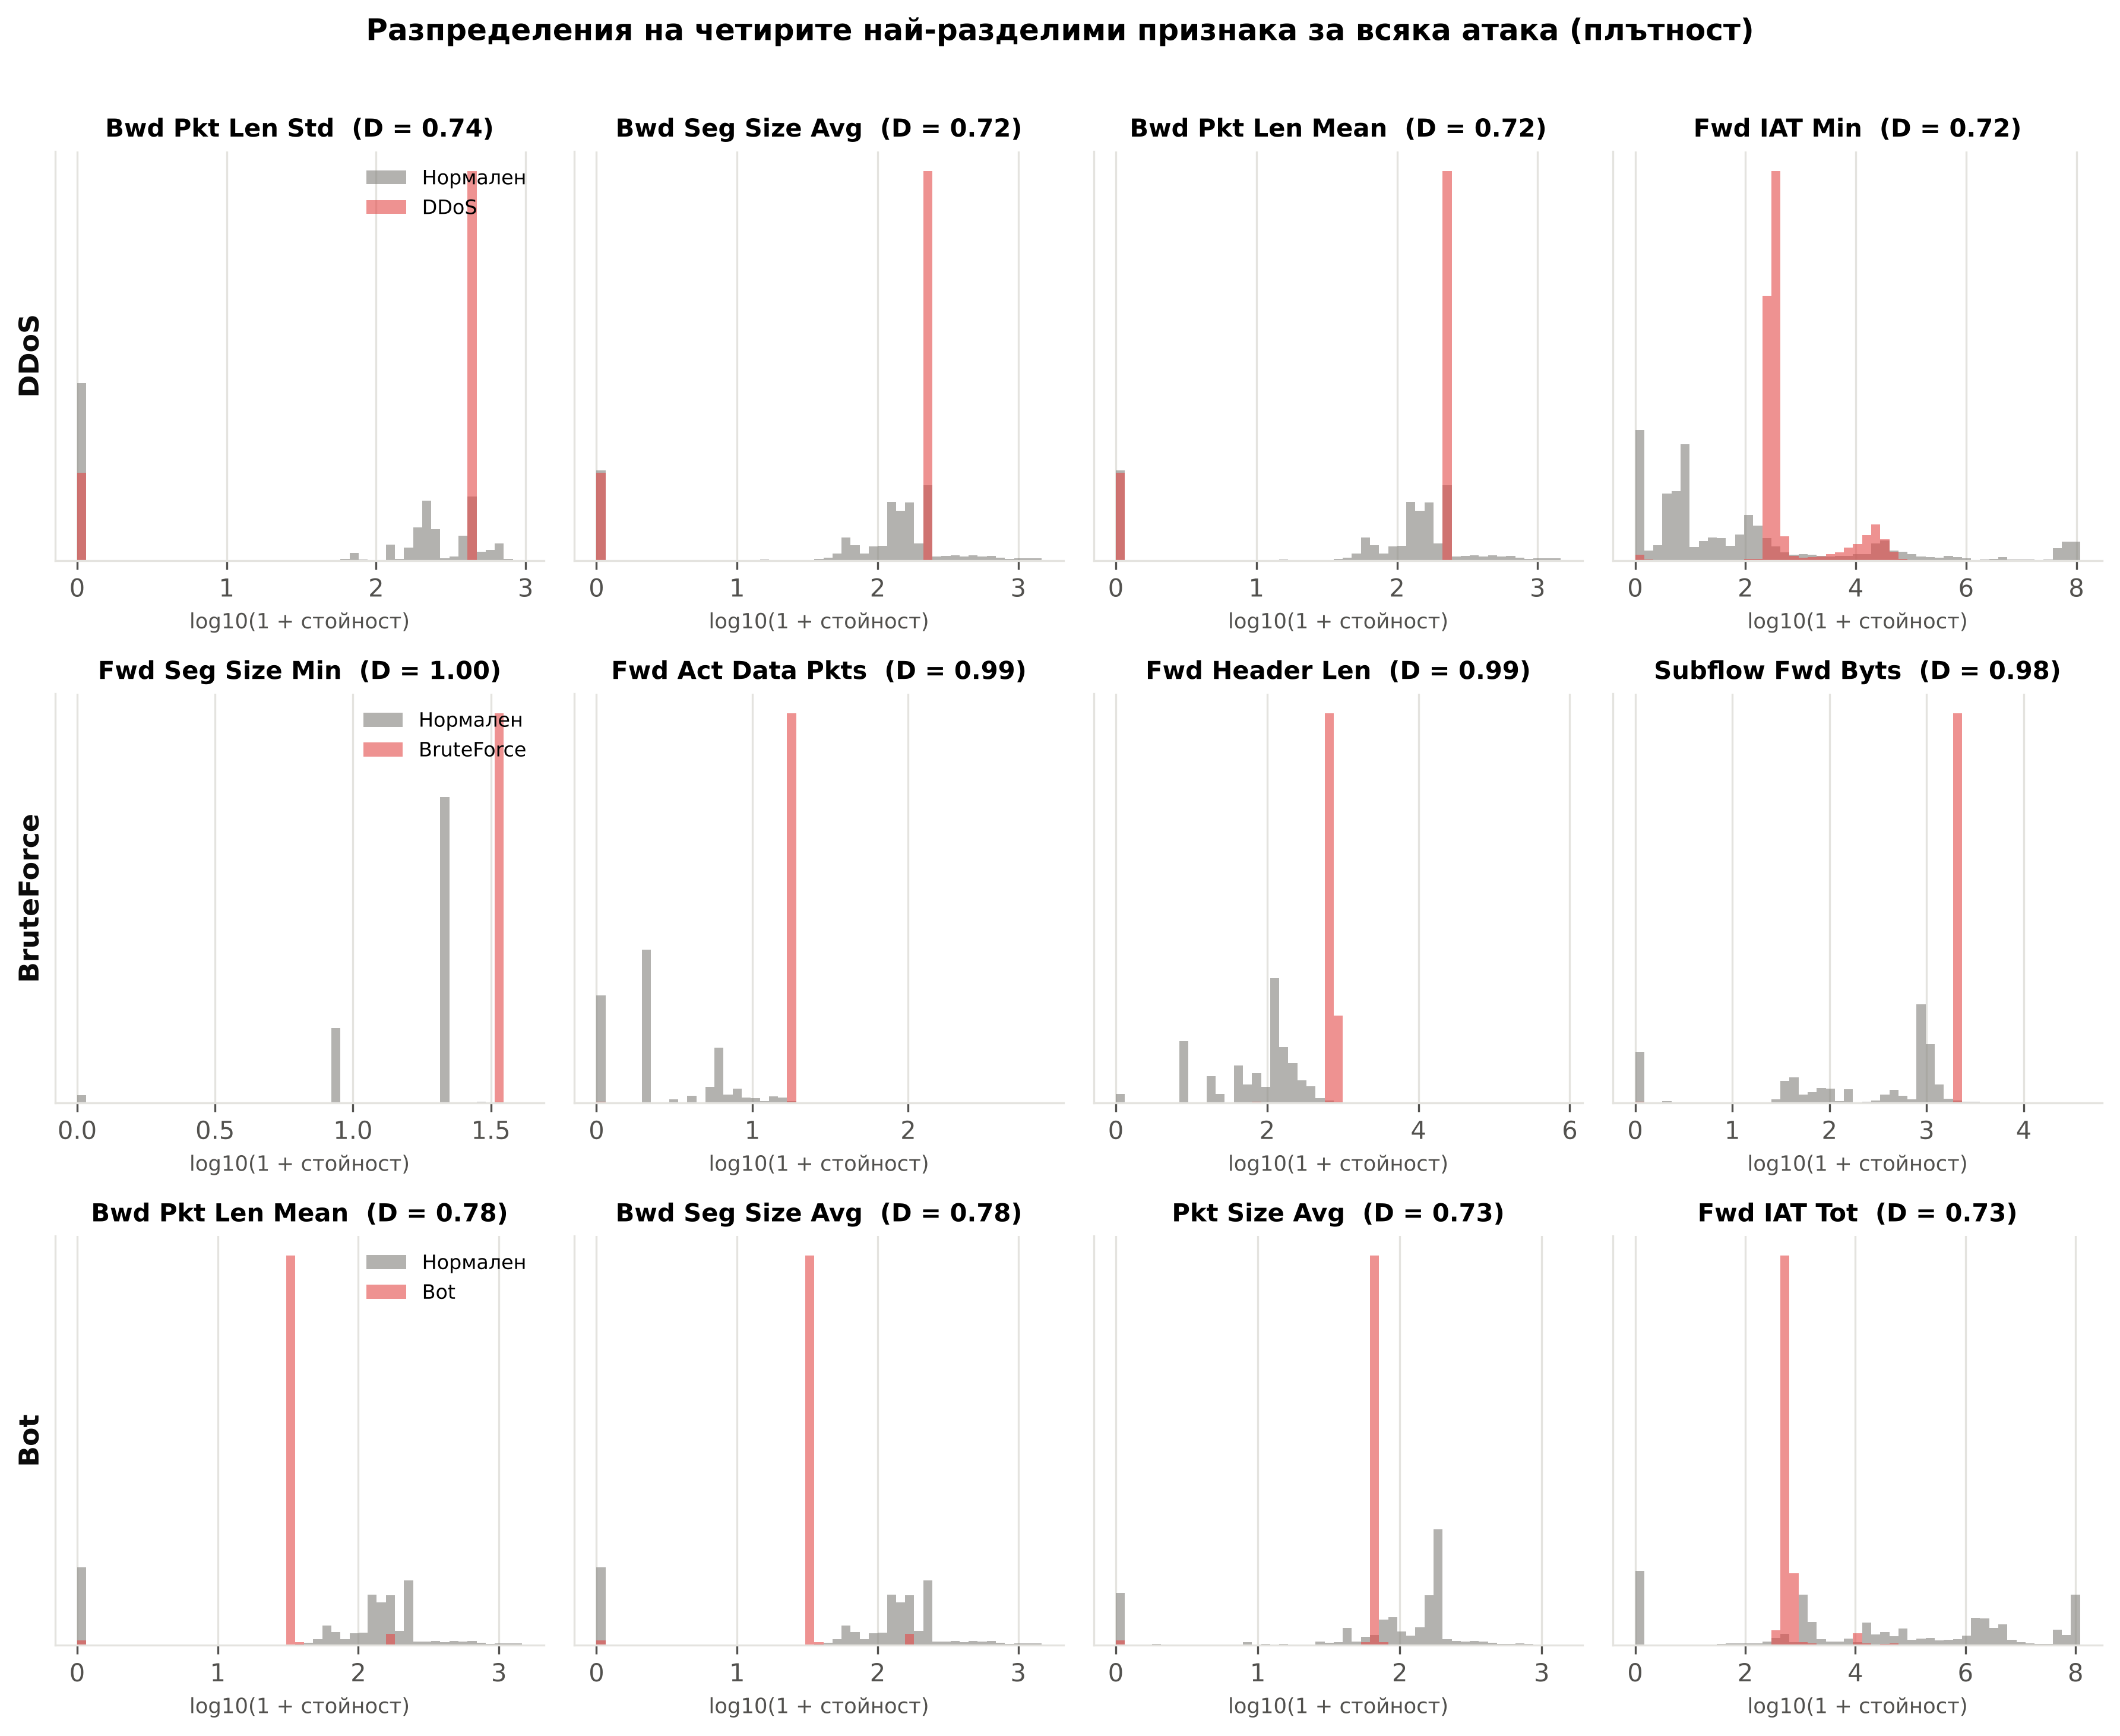 Разпределения на четирите най-разделими признака за всяка атака (плътност)
Bwd Pkt Len Std (D = 0.74)
Bwd Seg Size Avg (D = 0.72)
Bwd Pkt Len Mean (D = 0.72)
Fwd IAT Min (D = 0.72)
Нормален
DDoS
DDoS
0 1 2 3
0 1 2 3
0 1 2 3
0 2 4 6 8
log10(1 + стойност)
log10(1 + стойност)
log10(1 + стойност)
log10(1 + стойност)
Fwd Seg Size Min (D = 1.00)
Fwd Act Data Pkts (D = 0.99)
Fwd Header Len (D = 0.99)
Subflow Fwd Byts (D = 0.98)
Нормален
BruteForce
BruteForce
0.0 0.5 1.0 1.5
0 1 2
0 2 4 6
0 1 2 3 4
log10(1 + стойност)
log10(1 + стойност)
log10(1 + стойност)
log10(1 + стойност)
Bwd Pkt Len Mean (D = 0.78)
Bwd Seg Size Avg (D = 0.78)
Pkt Size Avg (D = 0.73)
Fwd IAT Tot (D = 0.73)
Нормален
Bot
Bot
0 1 2 3
0 1 2 3
0 1 2 3
0 2 4 6 8
log10(1 + стойност)
log10(1 + стойност)
log10(1 + стойност)
log10(1 + стойност)